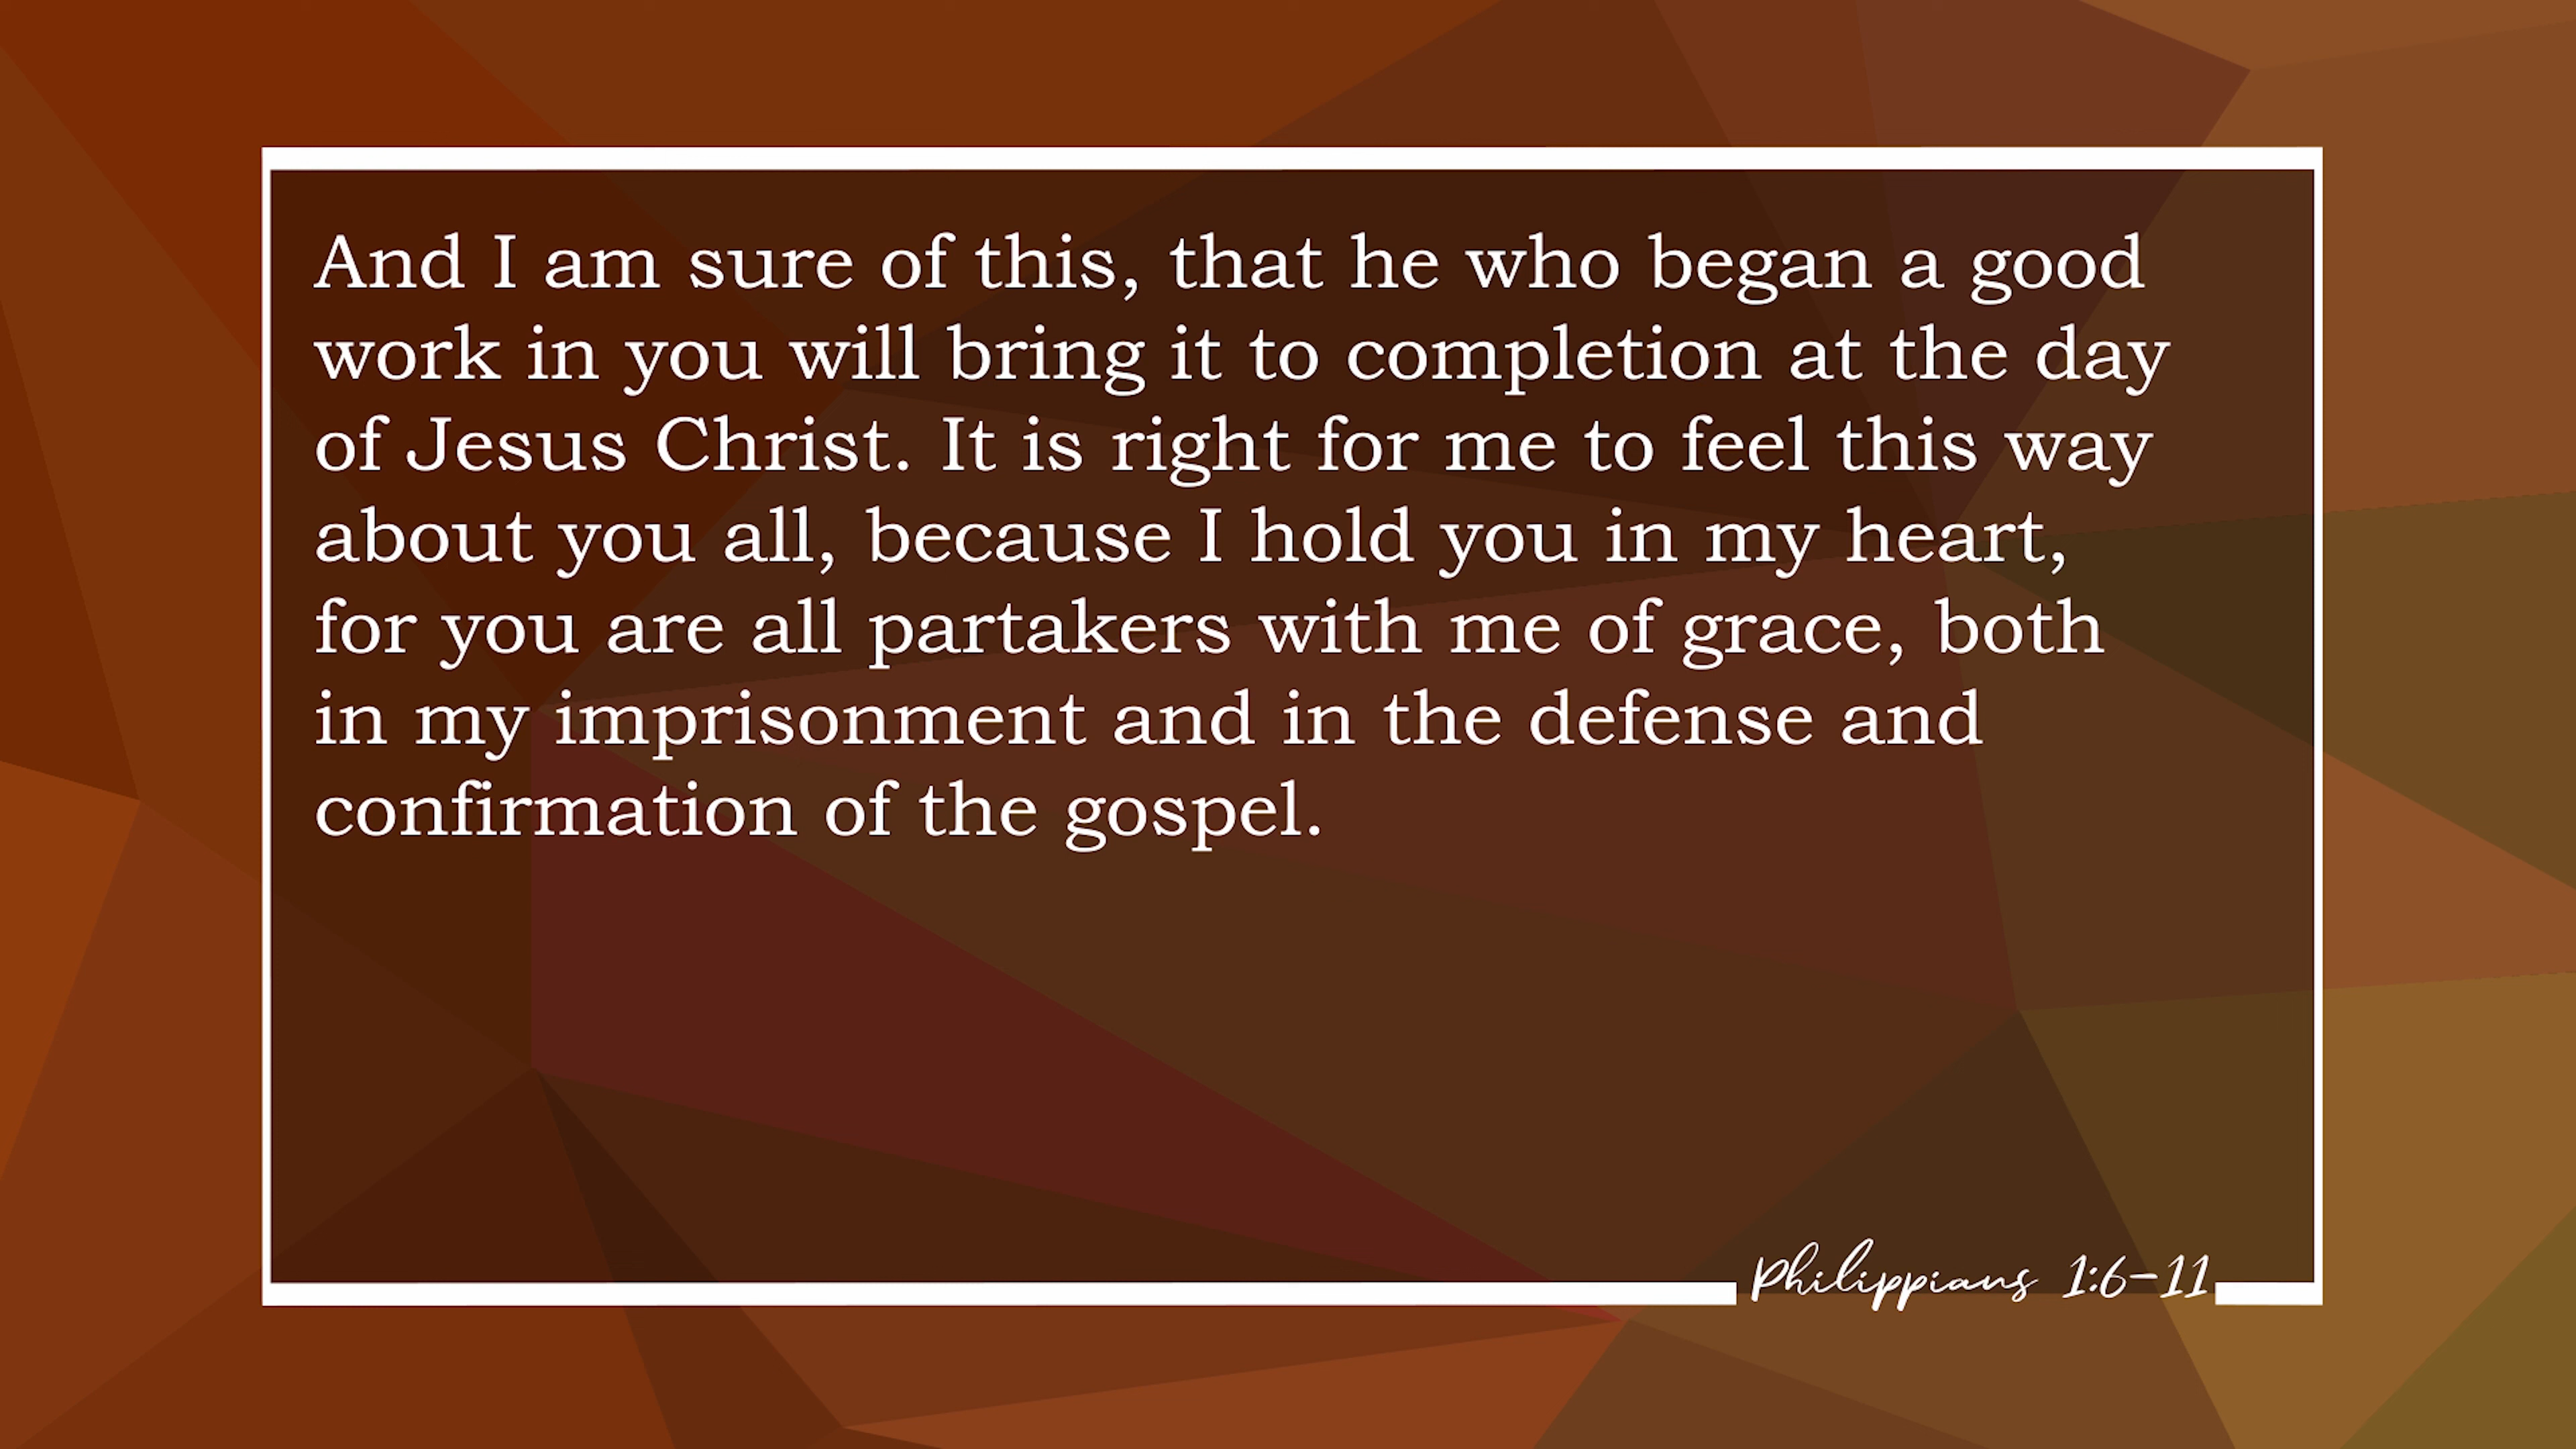 And I am sure of this, that he who began a good
work in you will bring it to completion at the day
of Jesus Christ. It is right for me to feel this way
about you all, because I hold you in my heart,
for you are all partakers with me of grace, both
in my imprisonment and in the defense and
confirmation of the gospel.
Philippians 1:6-11